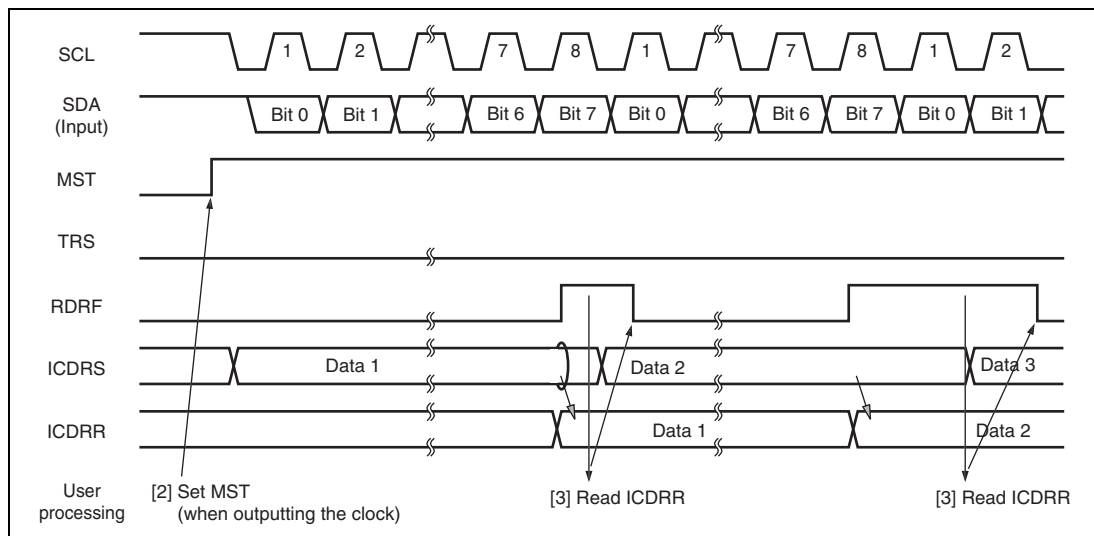 SCL 1 2 7 8 1 7 8 1 2
SDA
(Input) Bit 0 Bit 1 Bit 6 Bit 7 Bit 0 Bit 6 Bit 7 Bit 0 Bit 1
MST
TRS
RDRF
ICDRS Data 1 Data 2 Data 3
ICDRR Data 1 Data 2
User
processing
[2] Set MST
(when outputting the clock)
[3] Read ICDRR
[3] Read ICDRR